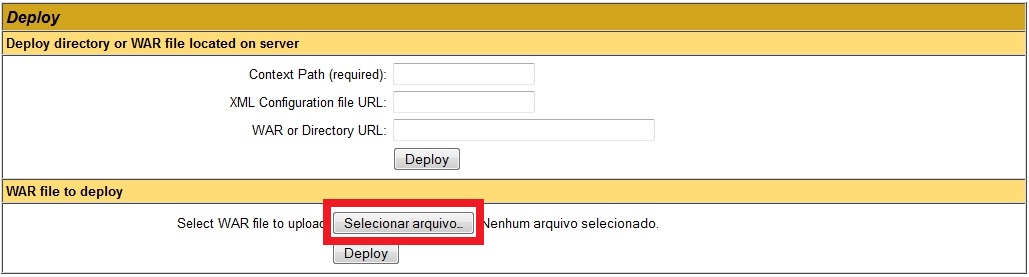 Deploy
Deploy directory or WAR file located on server
Context Path (required):
XML Configuration file URL:
WAR or Directory URL:
Deploy
WAR file to deploy
Select WAR file to upload Selecionar arquivo... Nenhum arquivo selecionado.
Deploy